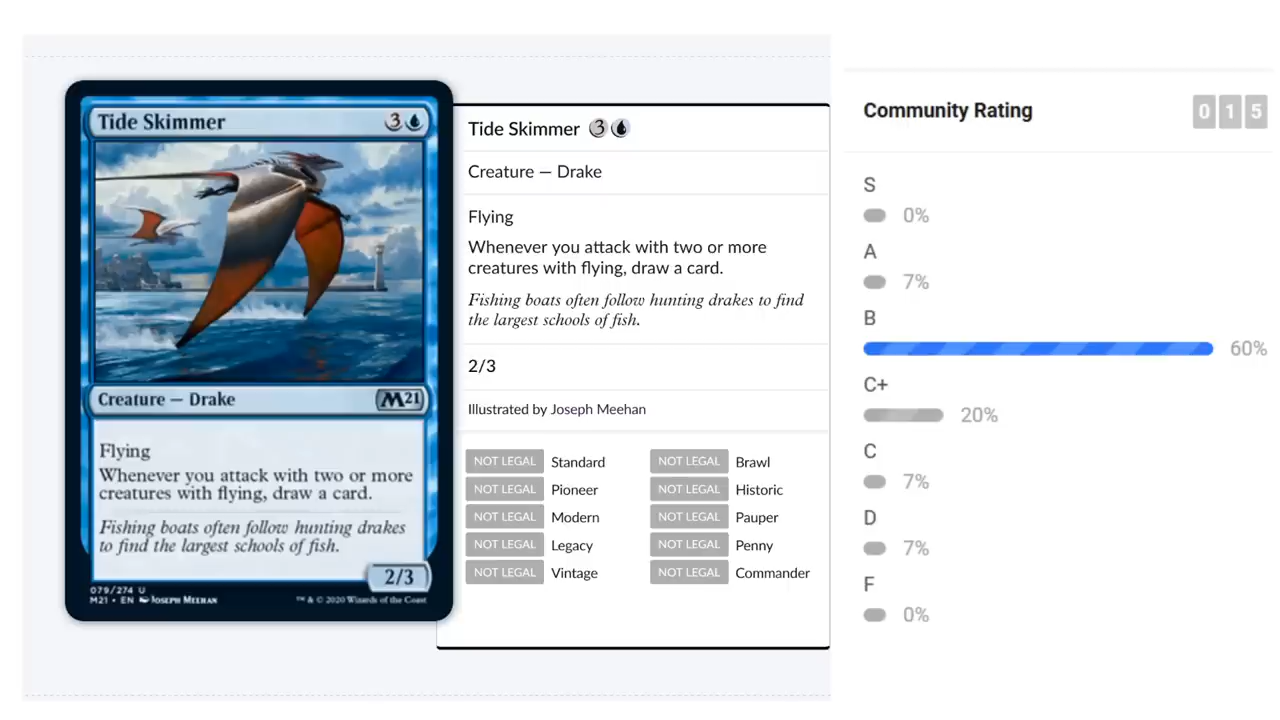 Tide Skimmer 3
Creature — Drake
M21
Flying
Whenever you attack with two or more
creatures with flying, draw a card.
Fishing boats often follow hunting drakes
to find the largest schools of fish.
2/3
079/274 U
M21 • EN Joseph Meehan
™ & © 2020 Wizards of the Coast
Tide Skimmer 3
Creature — Drake
Flying
Whenever you attack with two or more
creatures with flying, draw a card.
Fishing boats often follow hunting drakes to find
the largest schools of fish.
2/3
Illustrated by Joseph Meehan
NOT LEGAL Standard NOT LEGAL Brawl
NOT LEGAL Pioneer NOT LEGAL Historic
NOT LEGAL Modern NOT LEGAL Pauper
NOT LEGAL Legacy NOT LEGAL Penny
NOT LEGAL Vintage NOT LEGAL Commander
Community Rating 0 1 5
S
0%
A
7%
B
60%
C+
20%
C
7%
D
7%
F
0%